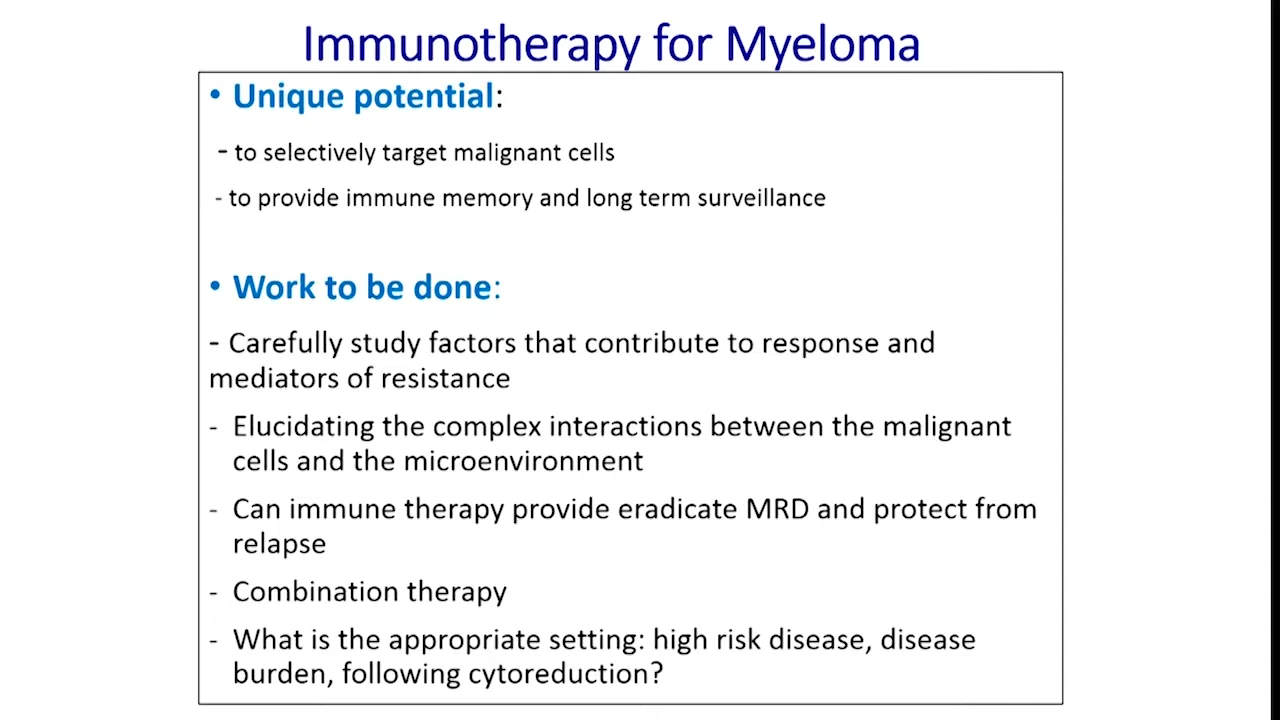 Immunotherapy for Myeloma
• Unique potential:
- to selectively target malignant cells
- to provide immune memory and long term surveillance
• Work to be done:
- Carefully study factors that contribute to response and
mediators of resistance
- Elucidating the complex interactions between the malignant
cells and the microenvironment
- Can immune therapy provide eradicate MRD and protect from
relapse
- Combination therapy
- What is the appropriate setting: high risk disease, disease
burden, following cytoreduction?